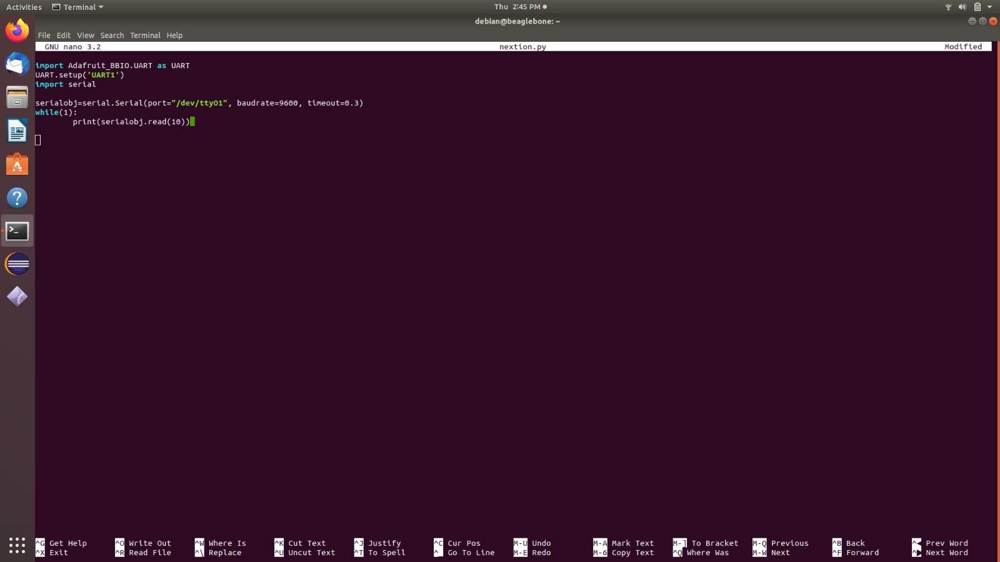 Activities Terminal Thu 2:45 PM
debian@beaglebone: ~
File Edit View Search Terminal Help
GNU nano 3.2 nextion.py Modified
import Adafruit_BBIO.UART as UART
UART.setup('UART1')
import serial
serialobj=serial.Serial(port="/dev/ttyO1", baudrate=9600, timeout=0.3)
while(1):
print(serialobj.read(10))
^G Get Help ^O Write Out ^W Where Is ^K Cut Text ^J Justify ^C Cur Pos M-U Undo M-A Mark Text M-] To Bracket M-Q Previous ^B Back ^◀ Prev Word
^X Exit ^R Read File ^\ Replace ^U Uncut Text ^T To Spell ^_ Go To Line M-E Redo M-6 Copy Text ^Q Where Was M-W Next ^F Forward ^▶ Next Word